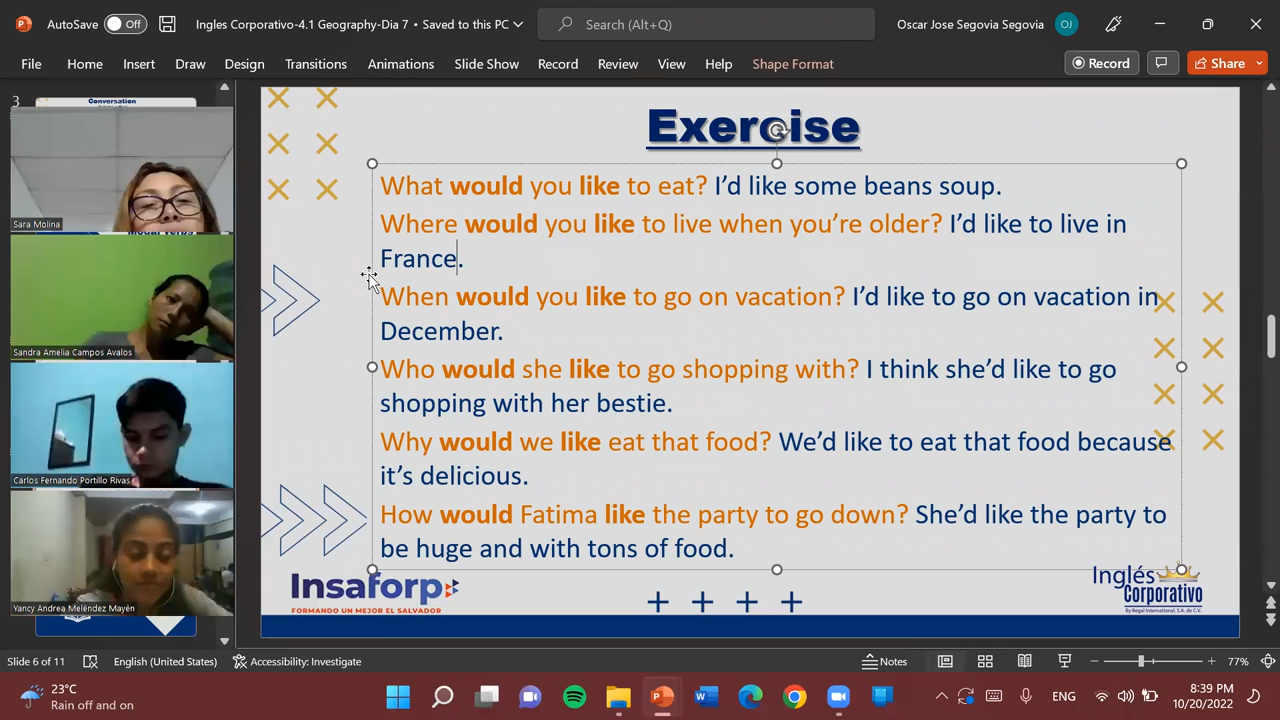 AutoSave Off Ingles Corporativo-4.1 Geography-Dia 7 • Saved to this PC Search (Alt+Q) Oscar Jose Segovia Segovia OJ
File Home Insert Draw Design Transitions Animations Slide Show Record Review View Help Shape Format Record Share
3
Conversation
Sara Molina
Sandra Amelia Campos Avalos
Carlos Fernando Portillo Rivas
Yancy Andrea Meléndez Mayén
Exercise
What would you like to eat? I’d like some beans soup.
Where would you like to live when you’re older? I’d like to live in
France.
When would you like to go on vacation? I’d like to go on vacation in
December.
Who would she like to go shopping with? I think she’d like to go
shopping with her bestie.
Why would we like eat that food? We’d like to eat that food because
it’s delicious.
How would Fatima like the party to go down? She’d like the party to
be huge and with tons of food.
Insaforp
FORMANDO UN MEJOR EL SALVADOR
Inglés
Corporativo
By Regal International, S.A. de C.V.
Slide 6 of 11 English (United States) Accessibility: Investigate Notes 77%
23°C
Rain off and on
ENG
8:39 PM
10/20/2022